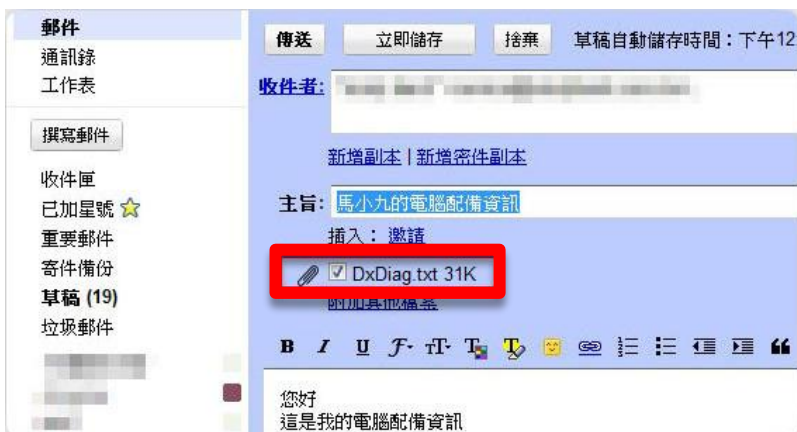 郵件
通訊錄
工作表
撰寫郵件
收件匣
已加星號
重要郵件
寄件備份
草稿 (19)
垃圾郵件
傳送 立即儲存 捨棄 草稿自動儲存時間：下午12
收件者:
新增副本 | 新增密件副本
主旨: 馬小九的電腦配備資訊
插入： 邀請
DxDiag.txt 31K
附加其他檔案
B I U
您好
這是我的電腦配備資訊